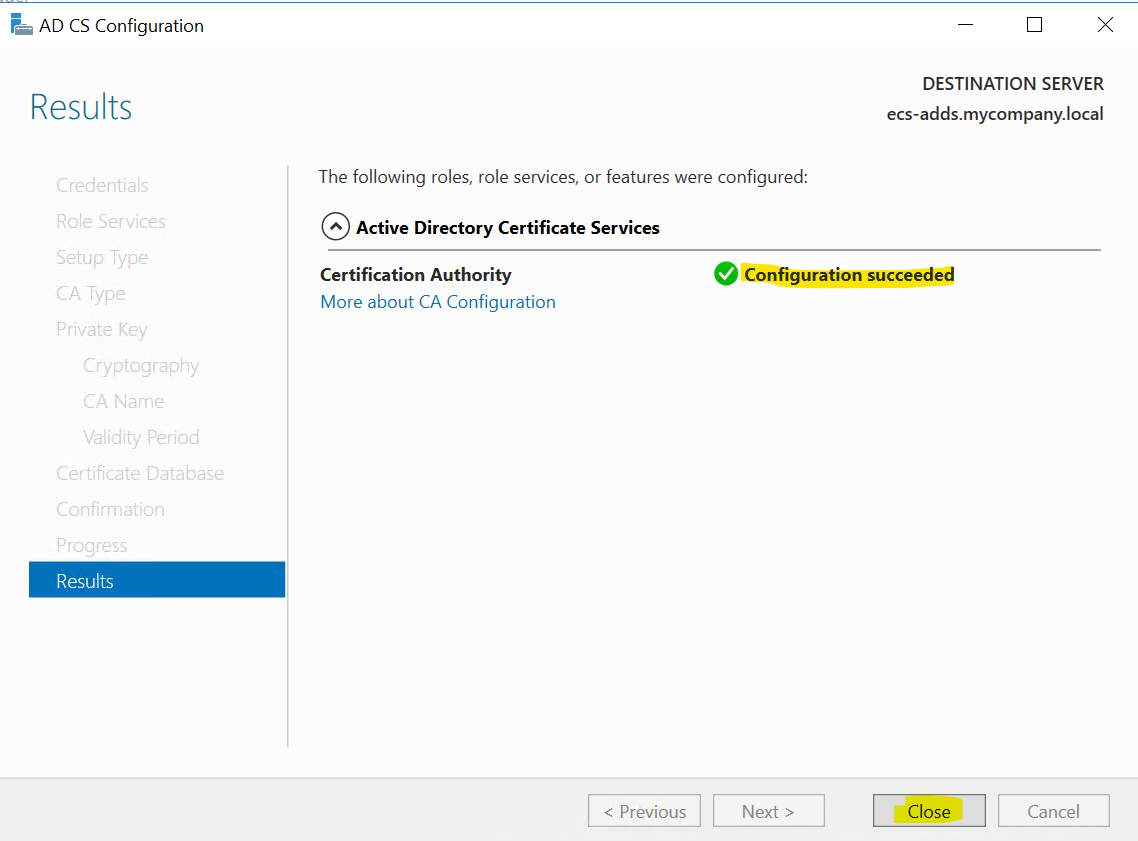 AD CS Configuration
Results
DESTINATION SERVER
ecs-adds.mycompany.local
Credentials
Role Services
Setup Type
CA Type
Private Key
Cryptography
CA Name
Validity Period
Certificate Database
Confirmation
Progress
Results
The following roles, role services, or features were configured:
Active Directory Certificate Services
Certification Authority
Configuration succeeded
More about CA Configuration
< Previous
Next >
Close
Cancel